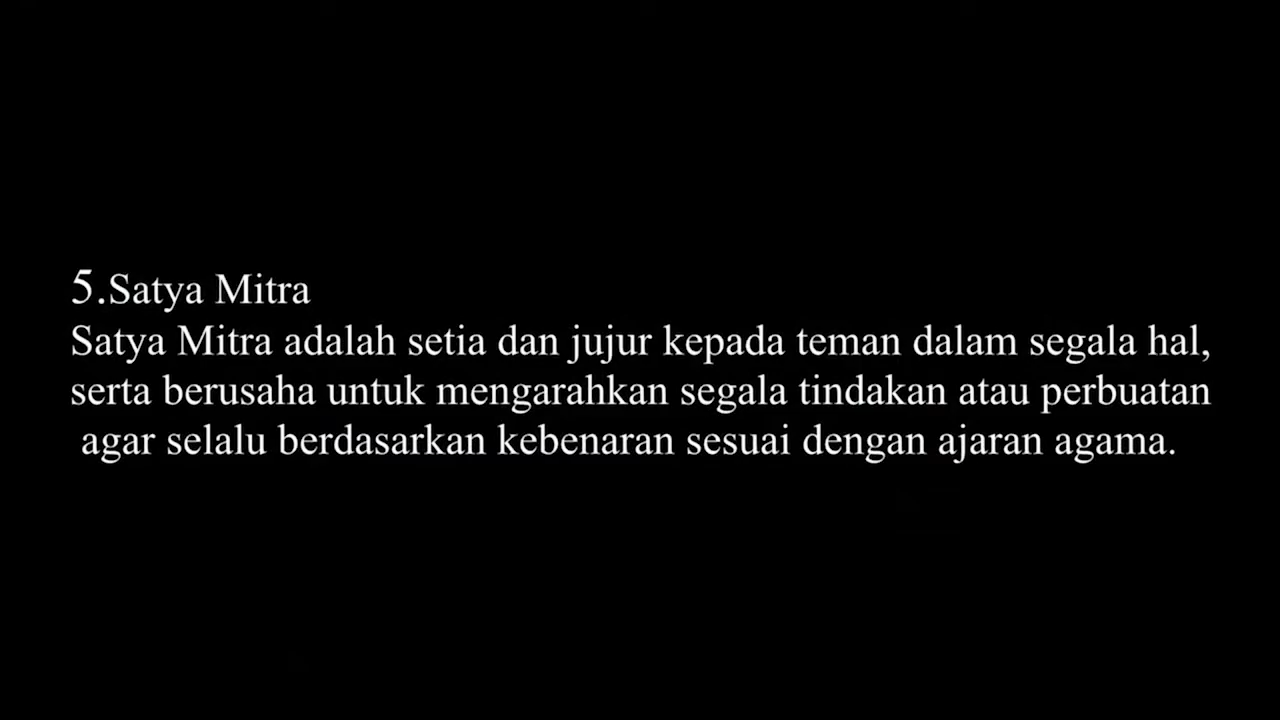 5.Satya Mitra
Satya Mitra adalah setia dan jujur kepada teman dalam segala hal,
serta berusaha untuk mengarahkan segala tindakan atau perbuatan
agar selalu berdasarkan kebenaran sesuai dengan ajaran agama.